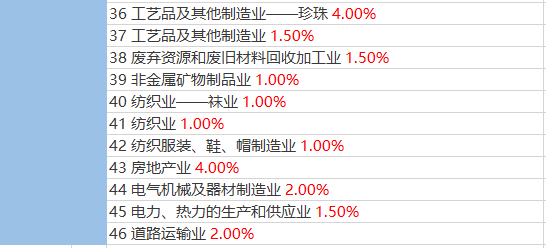 36 工艺品及其他制造业——珍珠 4.00%
37 工艺品及其他制造业 1.50%
38 废弃资源和废旧材料回收加工业 1.50%
39 非金属矿物制品业 1.00%
40 纺织业——袜业 1.00%
41 纺织业 1.00%
42 纺织服装、鞋、帽制造业 1.00%
43 房地产业 4.00%
44 电气机械及器材制造业 2.00%
45 电力、热力的生产和供应业 1.50%
46 道路运输业 2.00%